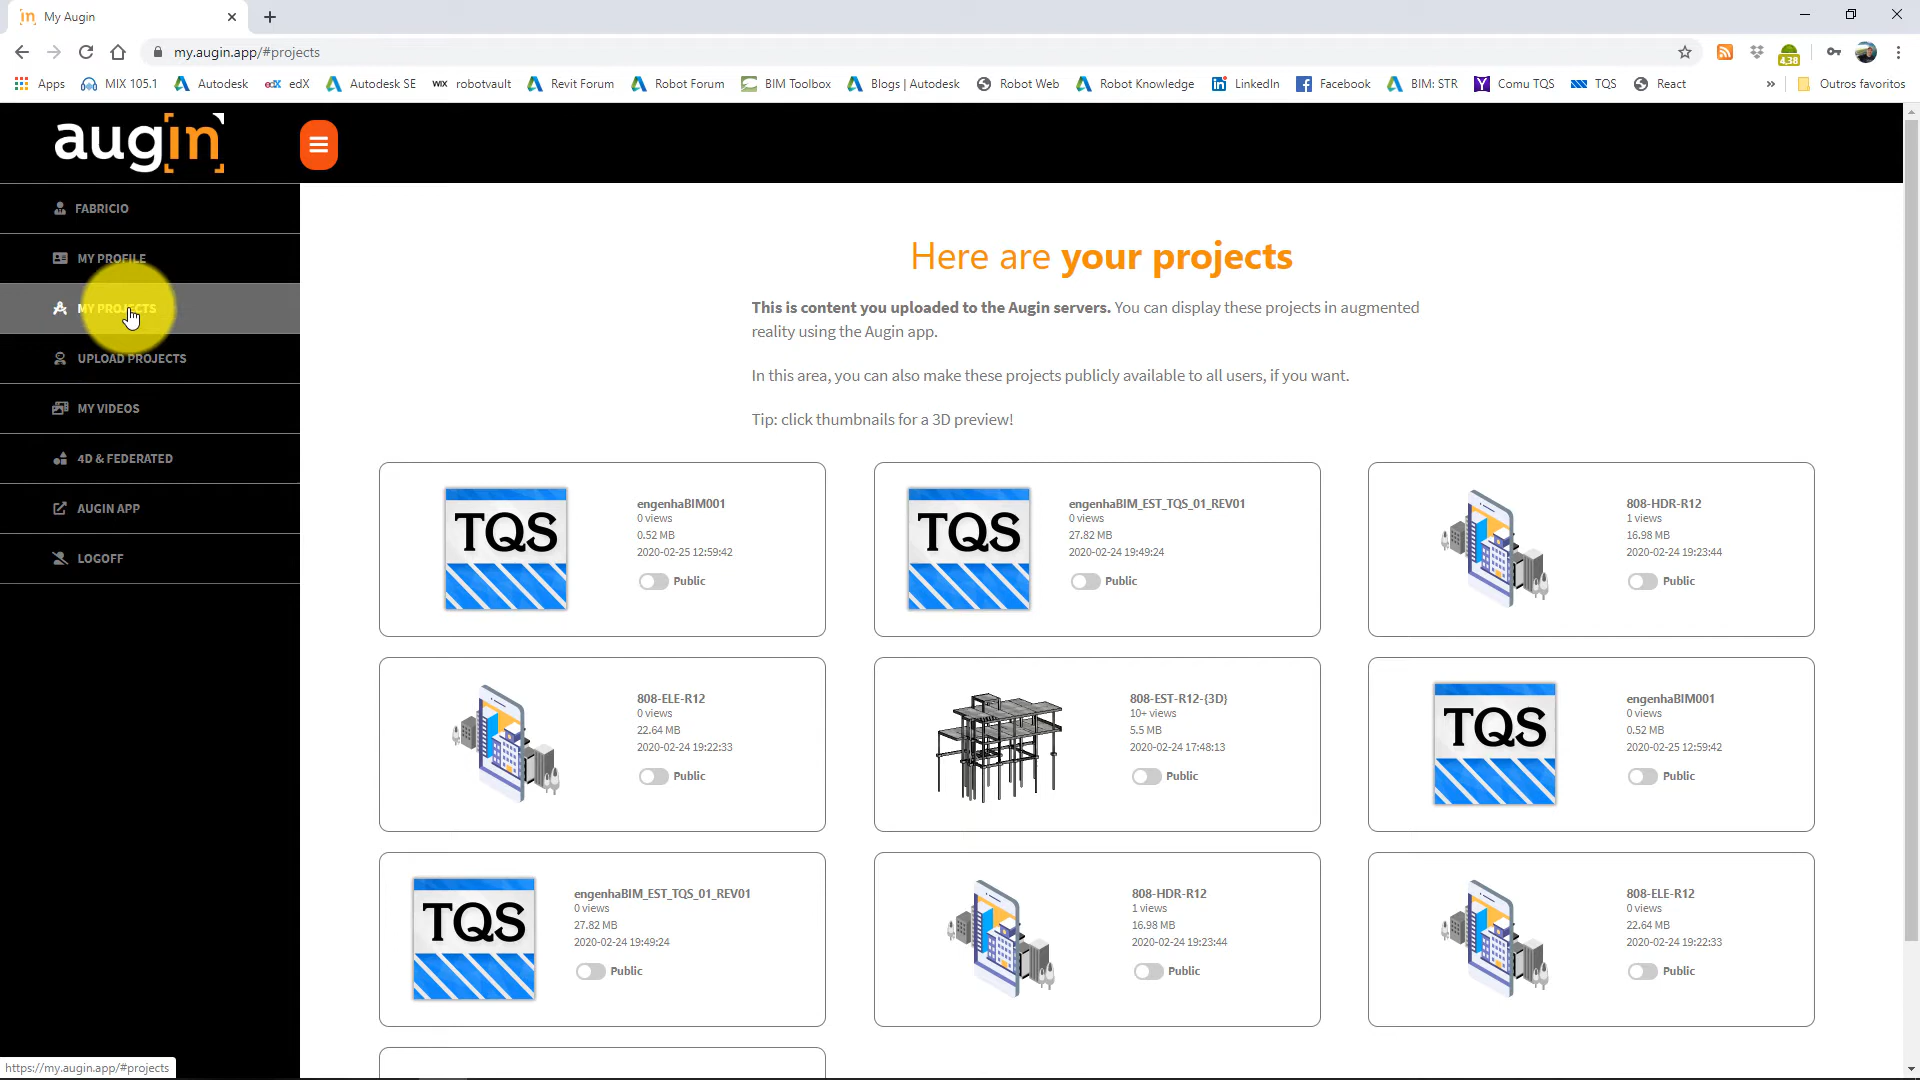 My Augin
my.augin.app/#projects
4,38
Apps MIX 105.1 Autodesk edX Autodesk SE WIX robotvault Revit Forum Robot Forum BIM Toolbox Blogs | Autodesk Robot Web Robot Knowledge LinkedIn Facebook BIM: STR Comu TQS TQS React » Outros favoritos
aug[in]
FABRICIO
MY PROFILE
MY PROJECTS
UPLOAD PROJECTS
MY VIDEOS
4D & FEDERATED
AUGIN APP
LOGOFF
Here are your projects
This is content you uploaded to the Augin servers. You can display these projects in augmented
reality using the Augin app.
In this area, you can also make these projects publicly available to all users, if you want.
Tip: click thumbnails for a 3D preview!
TQS
engenhaBIM001
0 views
0.52 MB
2020-02-25 12:59:42
Public
TQS
engenhaBIM_EST_TQS_01_REV01
0 views
27.82 MB
2020-02-24 19:49:24
Public
808-HDR-R12
1 views
16.98 MB
2020-02-24 19:23:44
Public
808-ELE-R12
0 views
22.64 MB
2020-02-24 19:22:33
Public
808-EST-R12-{3D}
10+ views
5.5 MB
2020-02-24 17:48:13
Public
TQS
engenhaBIM001
0 views
0.52 MB
2020-02-25 12:59:42
Public
TQS
engenhaBIM_EST_TQS_01_REV01
0 views
27.82 MB
2020-02-24 19:49:24
Public
808-HDR-R12
1 views
16.98 MB
2020-02-24 19:23:44
Public
808-ELE-R12
0 views
22.64 MB
2020-02-24 19:22:33
Public
https://my.augin.app/#projects